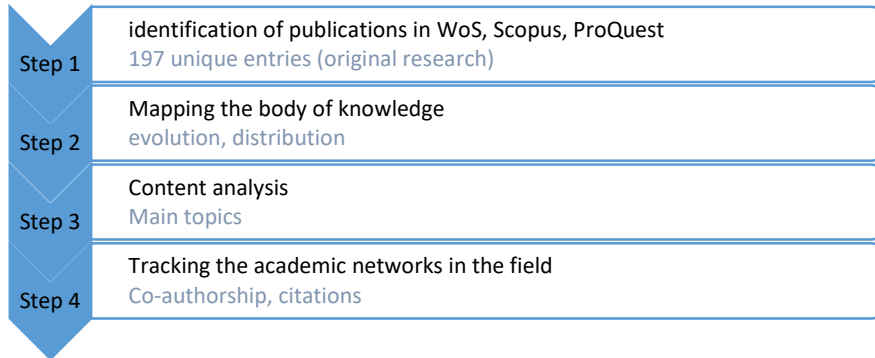 identification of publications in WoS, Scopus, ProQuest
Step 1
197 unique entries (original research)
Mapping the body of knowledge
Step 2
evolution, distribution
Content analysis
Step 3
Main topics
Tracking the academic networks in the field
Step 4
Co-authorship, citations